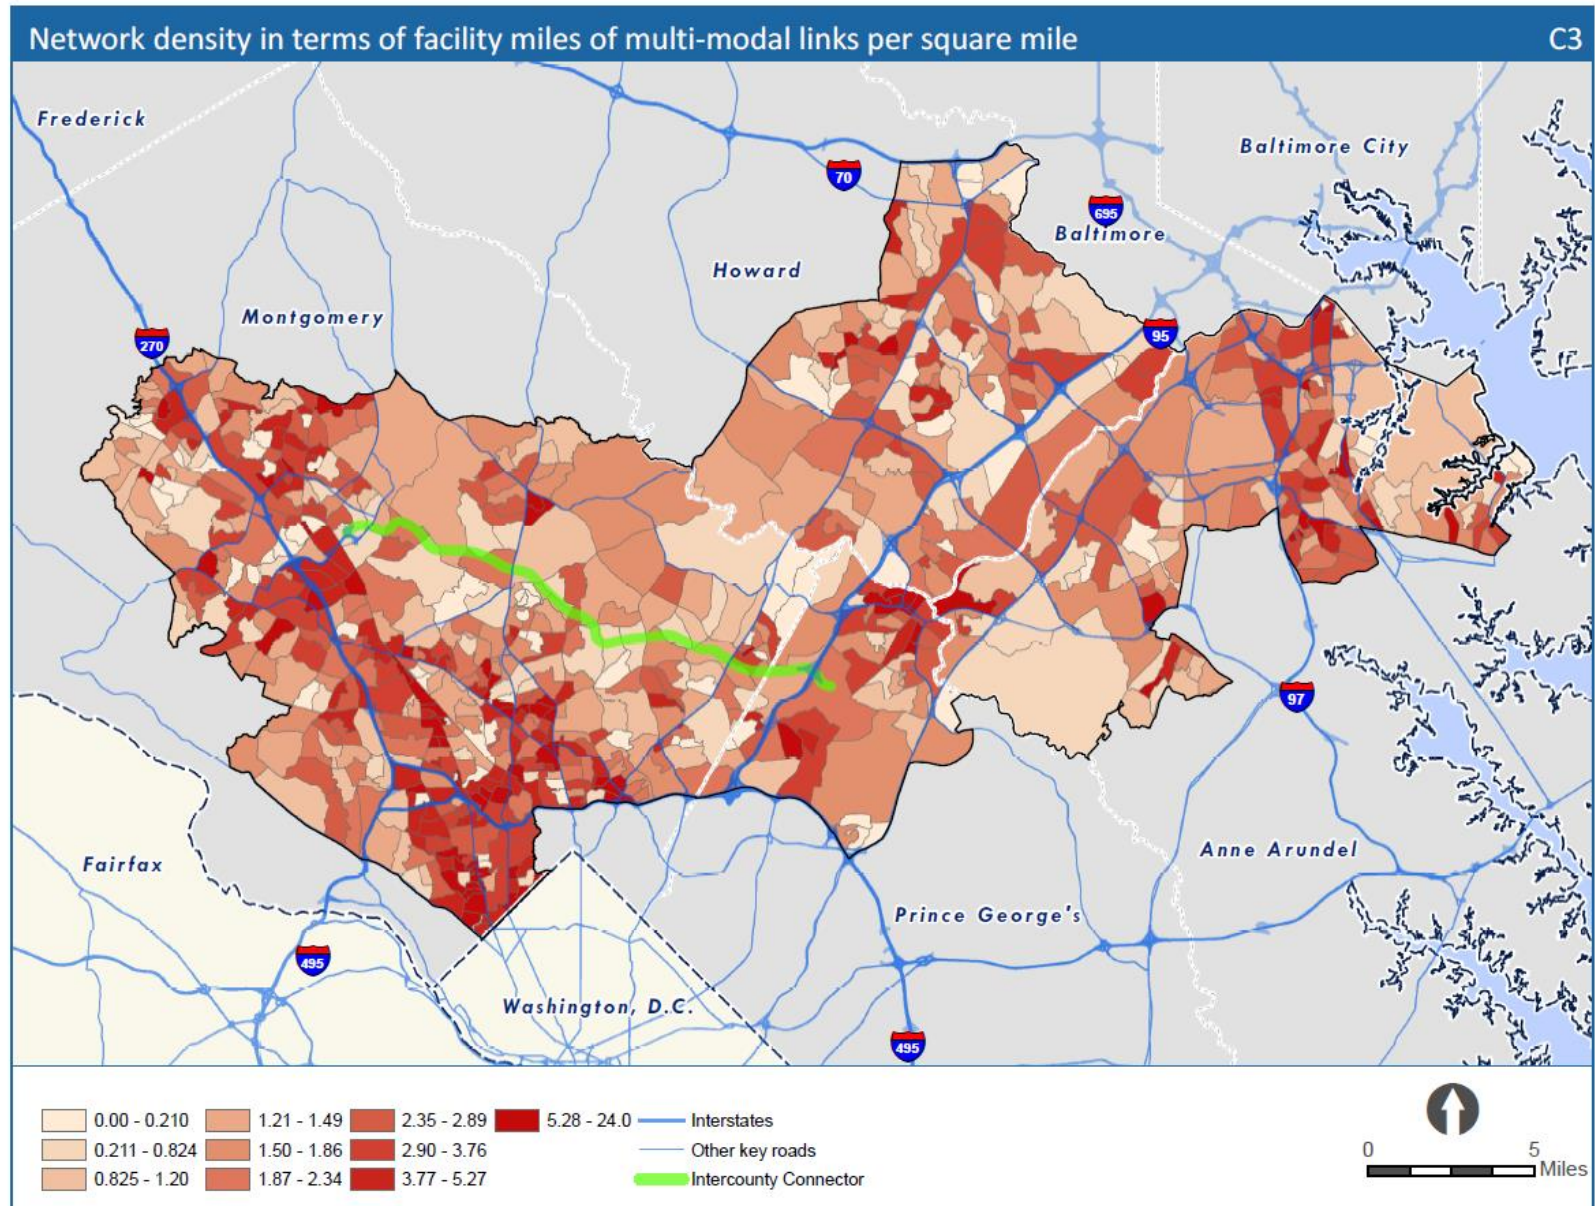 Network density in terms of facility miles of multi-modal links per square mile C3
Frederick
Baltimore City
70
695
Baltimore
Howard
Montgomery
270
95
97
Fairfax
Anne Arundel
Prince George's
495
Washington, D.C.
495
0.00 - 0.210 1.21 - 1.49 2.35 - 2.89 5.28 - 24.0 Interstates
0.211 - 0.824 1.50 - 1.86 2.90 - 3.76 Other key roads
0.825 - 1.20 1.87 - 2.34 3.77 - 5.27 Intercounty Connector
0 5
Miles